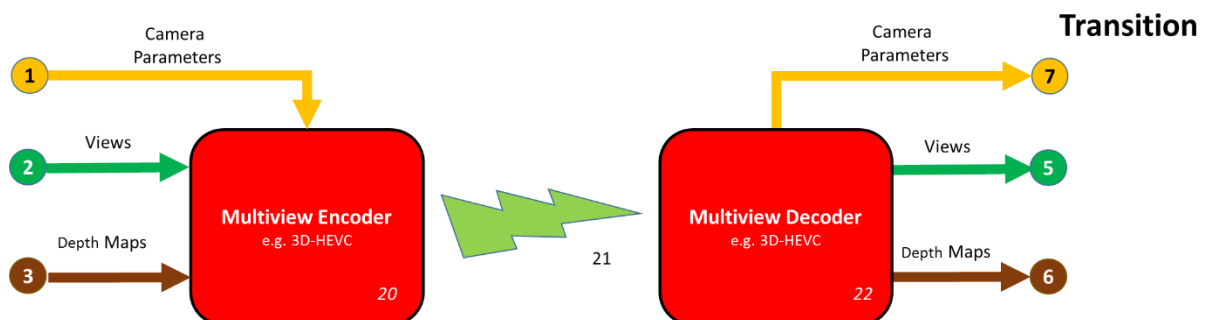 Transition
Camera
Parameters
1
Camera
Parameters
7
Views
2
Views
5
Multiview Encoder
e.g. 3D-HEVC
Multiview Decoder
e.g. 3D-HEVC
Depth Maps
3
21
Depth Maps
6
20
22